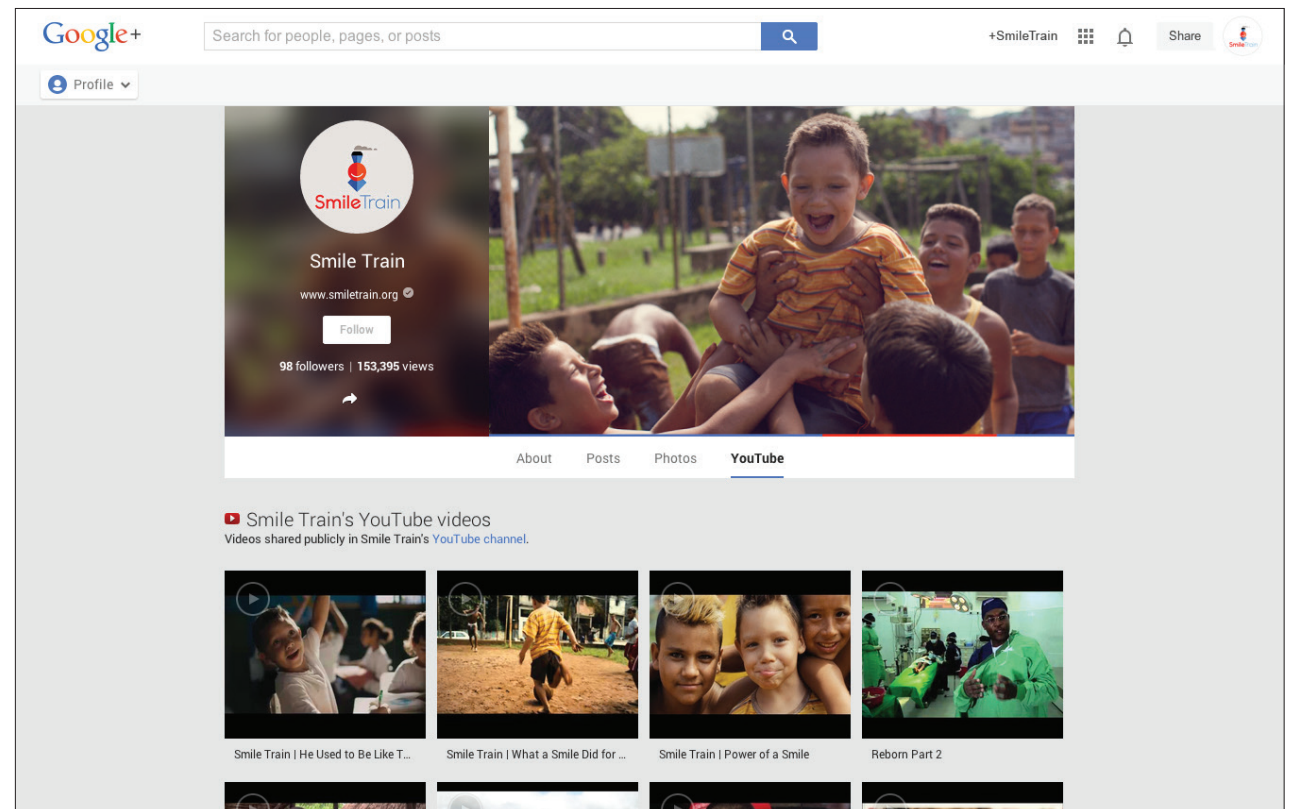 Google+
Search for people, pages, or posts
+SmileTrain
Share
SmileTrain
Profile
SmileTrain
Smile Train
www.smiletrain.org
Follow
98 followers | 153,395 views
About Posts Photos YouTube
Smile Train's YouTube videos
Videos shared publicly in Smile Train's YouTube channel.
Smile Train | He Used to Be Like T...
Smile Train | What a Smile Did for ...
Smile Train | Power of a Smile
Reborn Part 2